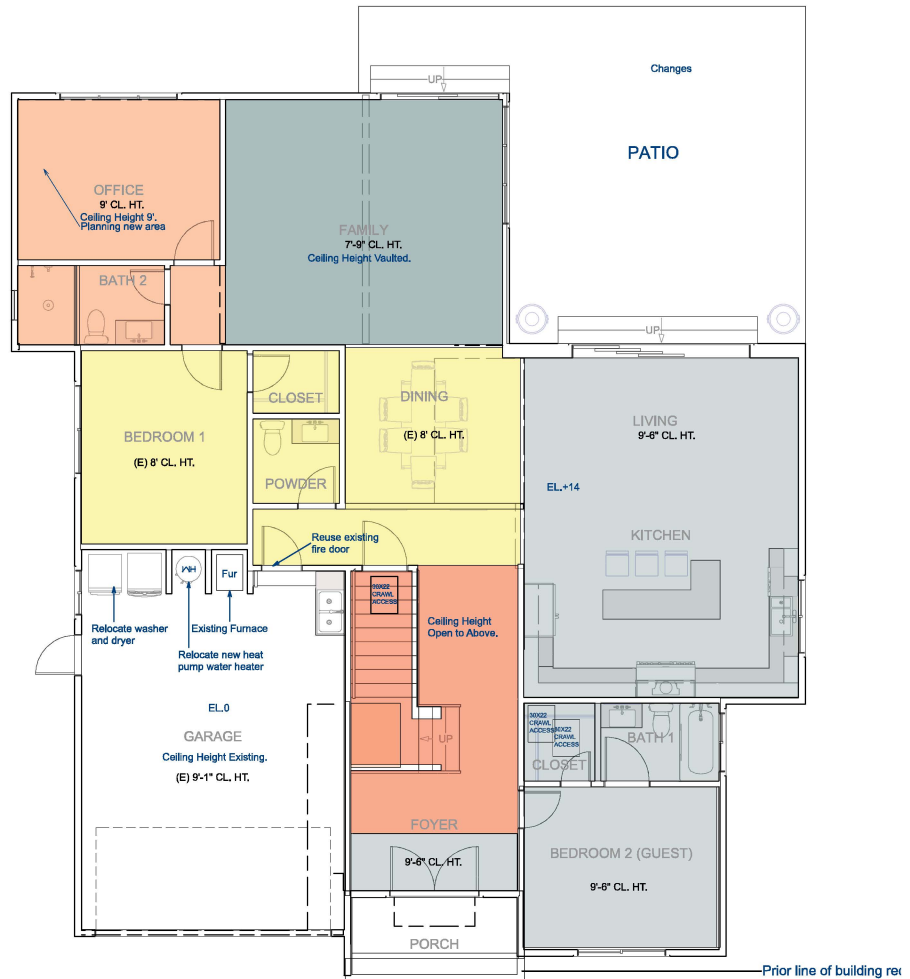 UP
Changes
PATIO
OFFICE
9' CL. HT.
Ceiling Height 9'.
Planning new area
FAMILY
7'-9" CL. HT.
Ceiling Height Vaulted.
BATH 2
UP
CLOSET
DINING
LIVING
9'-6" CL. HT.
BEDROOM 1
(E) 8' CL. HT.
(E) 8' CL. HT.
POWDER
EL.+14
KITCHEN
Reuse existing
fire door
WH
Fur
30X22
CRAWL
ACCESS
Relocate washer
and dryer
Existing Furnace
Ceiling Height
Open to Above.
Relocate new heat
pump water heater
EL.0
GARAGE
Ceiling Height Existing.
(E) 9'-1" CL. HT.
UP
30X22
CRAWL
ACCESS
30X22
CRAWL
ACCESS
BATH 1
CLOSET
FOYER
9'-6" CL. HT.
BEDROOM 2 (GUEST)
9'-6" CL. HT.
PORCH
Prior line of building rec